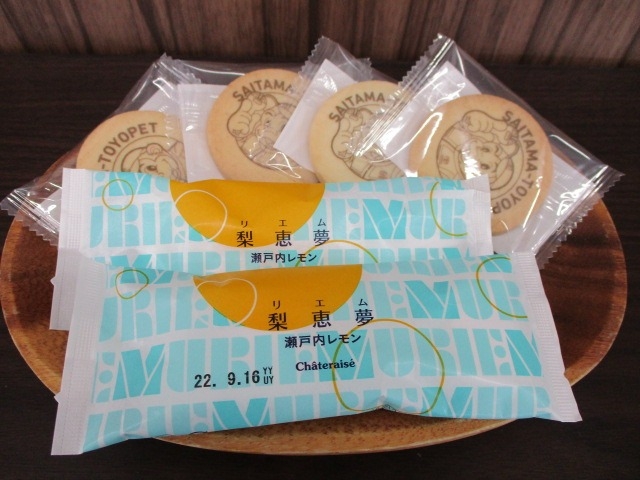 -TOYOPET
SAITAMA
SAITAMA
SAITAMA-TOYO
リエム
梨恵夢
瀬戸内レモン
リエム
梨恵夢
瀬戸内レモン
Châteraisé
22. 9.16 YY
UY